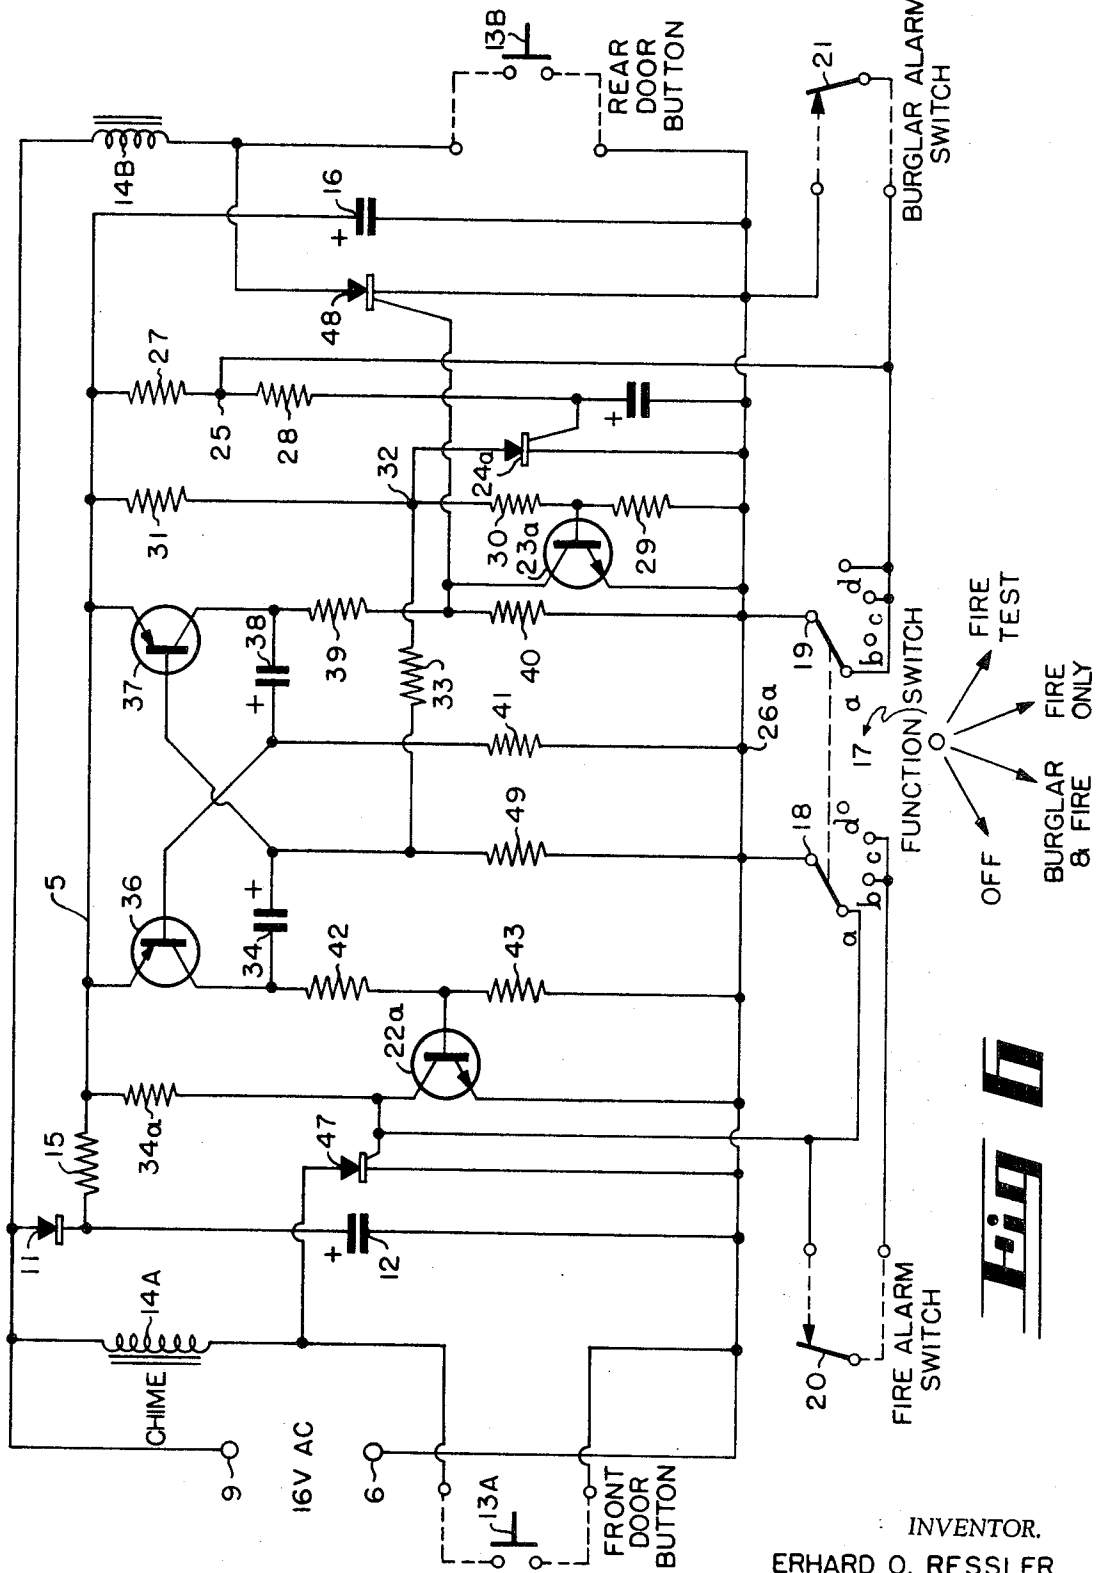 5
11
15
34a
36
37
31
27
25
28
14B
14A
CHIME
9
16V AC
6
12
+
47
22a
42
43
34
+
49
41
+
38
39
40
33
32
30
23a
29
24a
+
48
+
16
13B
REAR
DOOR
BUTTON
13A
FRONT
DOOR
BUTTON
26a
18
a
b
c
d
19
a
b
c
d
17
FUNCTION SWITCH
OFF
BURGLAR
& FIRE
FIRE
ONLY
FIRE
TEST
20
FIRE ALARM
SWITCH
21
BURGLAR ALARM
SWITCH
Fig
INVENTOR.
ERHARD O. RESSLER